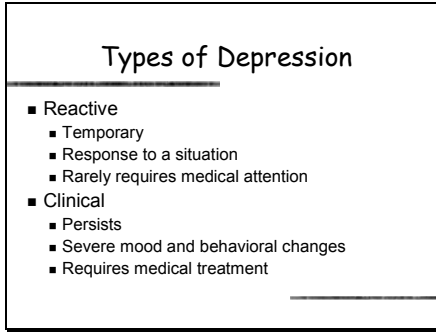 Types of Depression
■ Reactive
■ Temporary
■ Response to a situation
■ Rarely requires medical attention
■ Clinical
■ Persists
■ Severe mood and behavioral changes
■ Requires medical treatment